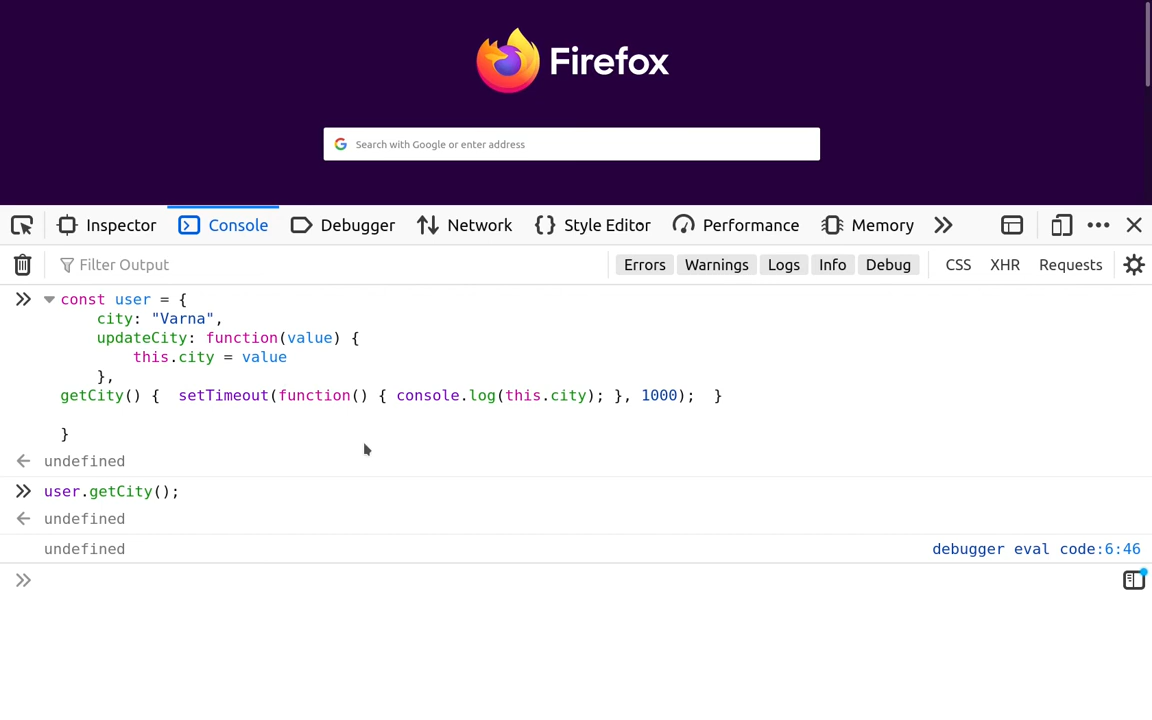 Firefox
Search with Google or enter address
Inspector Console Debugger Network {} Style Editor Performance Memory
Filter Output Errors Warnings Logs Info Debug CSS XHR Requests
const user = {
city: "Varna",
updateCity: function(value) {
this.city = value
},
getCity() {  setTimeout(function() { console.log(this.city); }, 1000);  }
}
undefined
user.getCity();
undefined
undefined debugger eval code:6:46